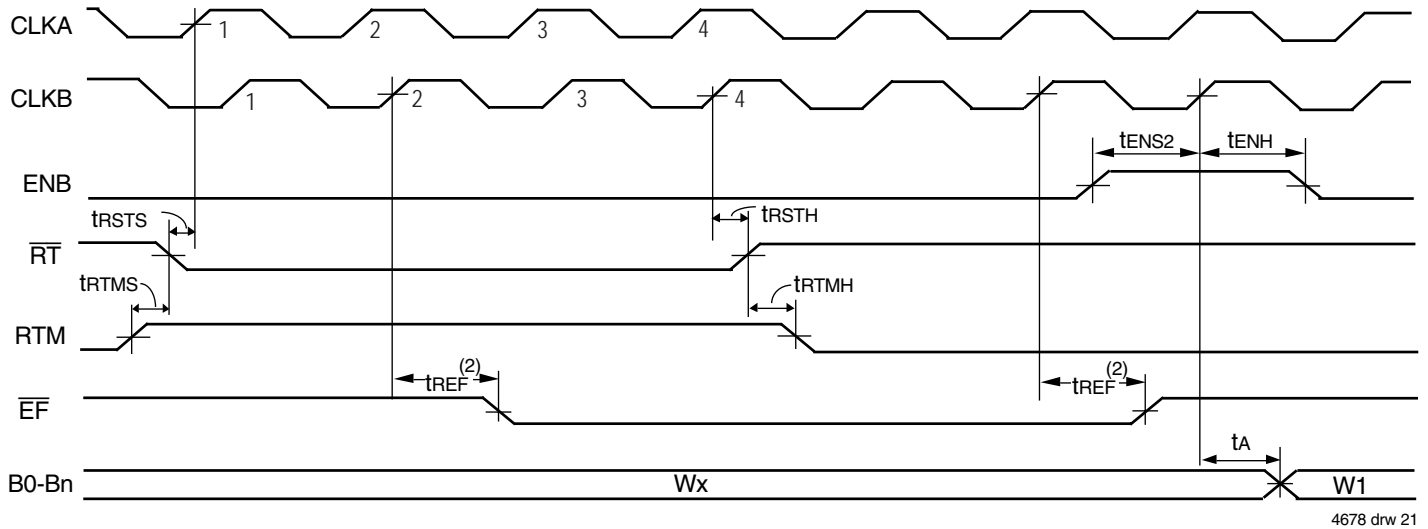 CLKA
1 2 3 4
CLKB
1 2 3 4
tENS2 tENH
ENB
tRSTS tRSTH
RT
tRTMS tRTMH
RTM
tREF(2) tREF(2)
EF
tA
B0-Bn Wx W1
4678 drw 21